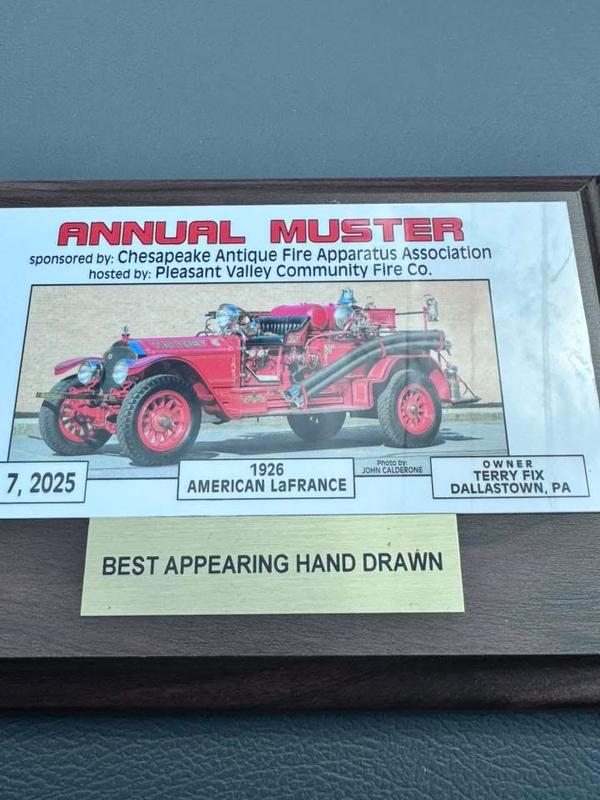 ANNUAL MUSTER
sponsored by: Chesapeake Antique Fire Apparatus Association
hosted by: Pleasant Valley Community Fire Co.
7, 2025
1926
AMERICAN LaFRANCE
Photo by:
JOHN CALDERONE
OWNER
TERRY FIX
DALLASTOWN, PA
BEST APPEARING HAND DRAWN